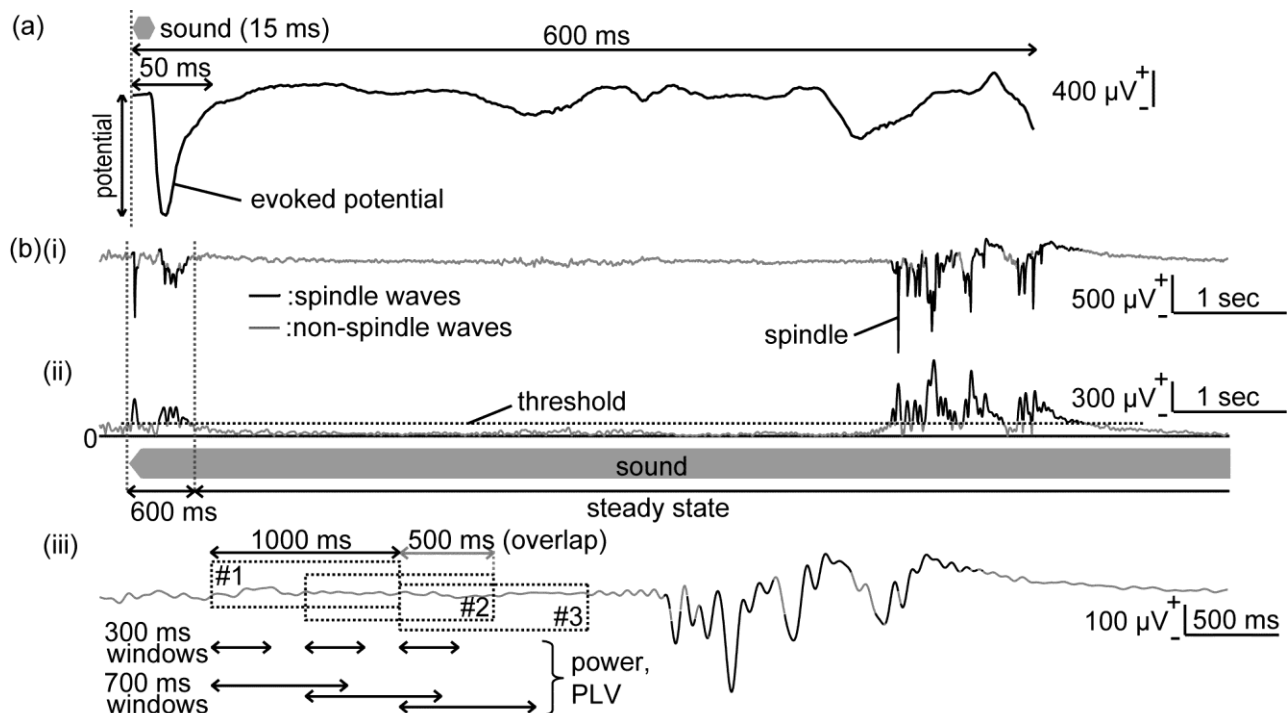 (a)
sound (15 ms)
600 ms
50 ms
400 µV + -
potential
evoked potential
(b)(i)
:spindle waves
:non-spindle waves
spindle
500 µV + - 1 sec
(ii)
threshold
300 µV + - 1 sec
0
sound
600 ms
steady state
(iii)
1000 ms
500 ms (overlap)
#1
#2
#3
100 µV + - 500 ms
300 ms
windows
power,
PLV
700 ms
windows